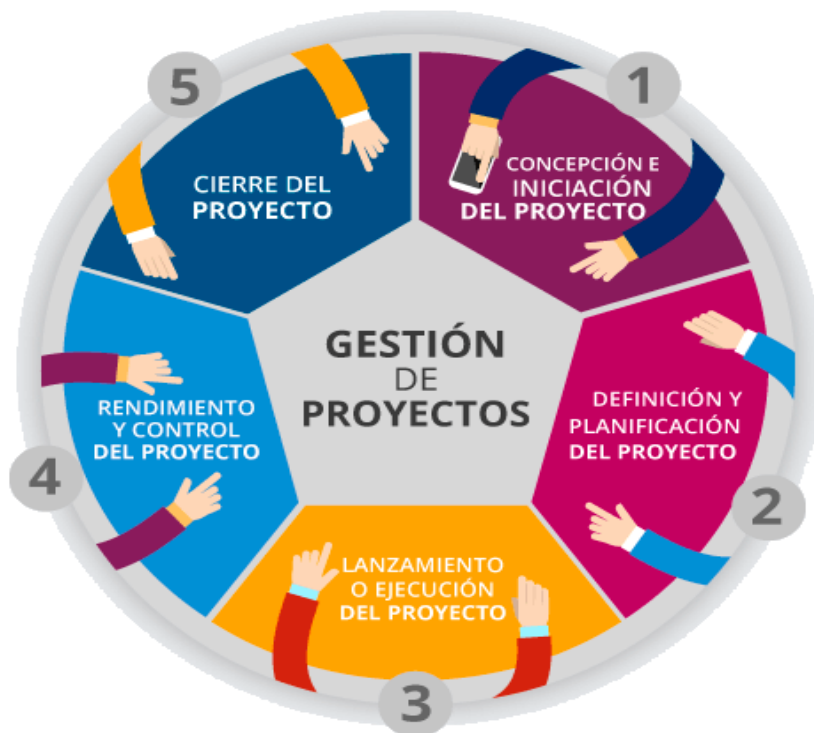 GESTIÓN
DE
PROYECTOS
1
CONCEPCIÓN E
INICIACIÓN
DEL PROYECTO
2
DEFINICIÓN Y
PLANIFICACIÓN
DEL PROYECTO
3
LANZAMIENTO
O EJECUCIÓN
DEL PROYECTO
4
RENDIMIENTO
Y CONTROL
DEL PROYECTO
5
CIERRE DEL
PROYECTO